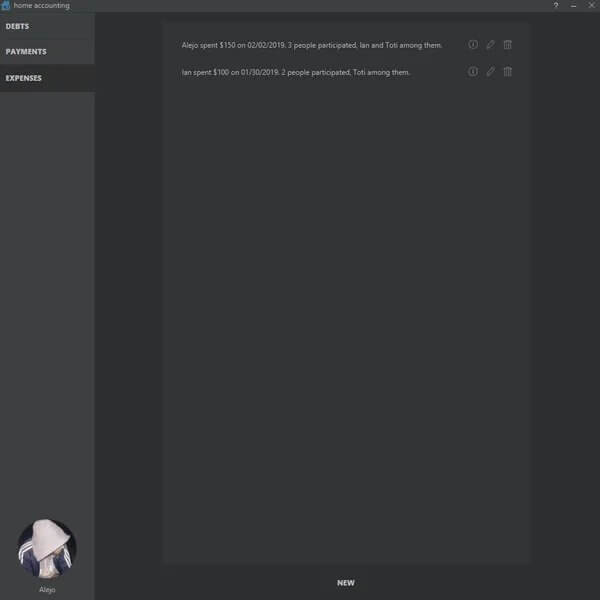 home accounting
?
DEBTS
PAYMENTS
EXPENSES
Alejo spent $150 on 02/02/2019. 3 people participated, Ian and Toti among them.
Ian spent $100 on 01/30/2019. 2 people participated, Toti among them.
Alejo
NEW